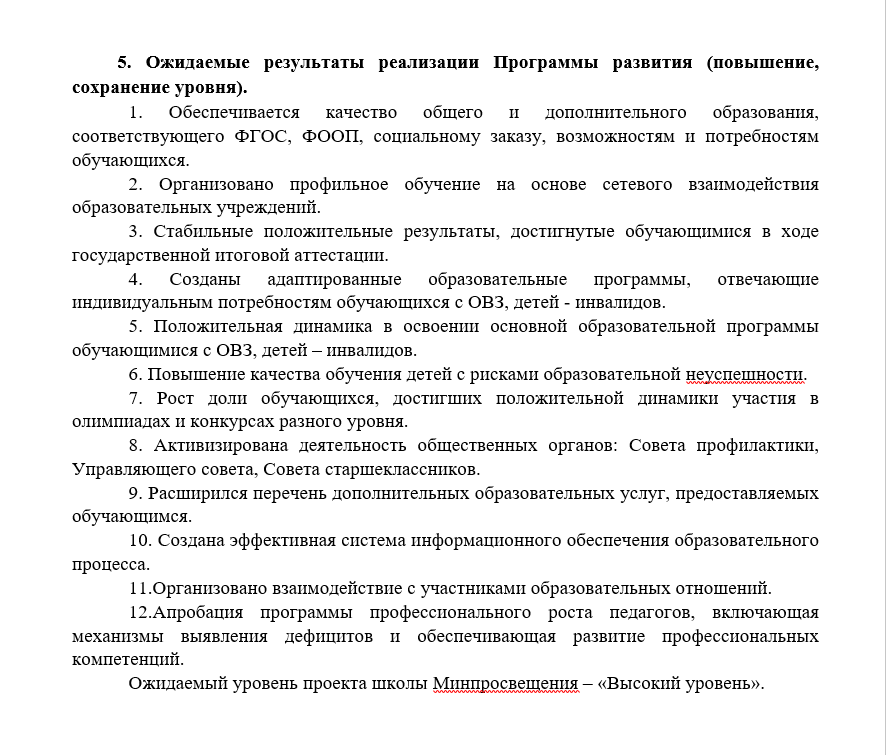 5. Ожидаемые результаты реализации Программы развития (повышение,
сохранение уровня).
1. Обеспечивается качество общего и дополнительного образования,
соответствующего ФГОС, ФООП, социальному заказу, возможностям и потребностям
обучающихся.
2. Организовано профильное обучение на основе сетевого взаимодействия
образовательных учреждений.
3. Стабильные положительные результаты, достигнутые обучающимися в ходе
государственной итоговой аттестации.
4. Созданы адаптированные образовательные программы, отвечающие
индивидуальным потребностям обучающихся с ОВЗ, детей - инвалидов.
5. Положительная динамика в освоении основной образовательной программы
обучающимися с ОВЗ, детей – инвалидов.
6. Повышение качества обучения детей с рисками образовательной неуспешности.
7. Рост доли обучающихся, достигших положительной динамики участия в
олимпиадах и конкурсах разного уровня.
8. Активизирована деятельность общественных органов: Совета профилактики,
Управляющего совета, Совета старшеклассников.
9. Расширился перечень дополнительных образовательных услуг, предоставляемых
обучающимся.
10. Создана эффективная система информационного обеспечения образовательного
процесса.
11.Организовано взаимодействие с участниками образовательных отношений.
12.Апробация программы профессионального роста педагогов, включающая
механизмы выявления дефицитов и обеспечивающая развитие профессиональных
компетенций.
Ожидаемый уровень проекта школы Минпросвещения – «Высокий уровень».